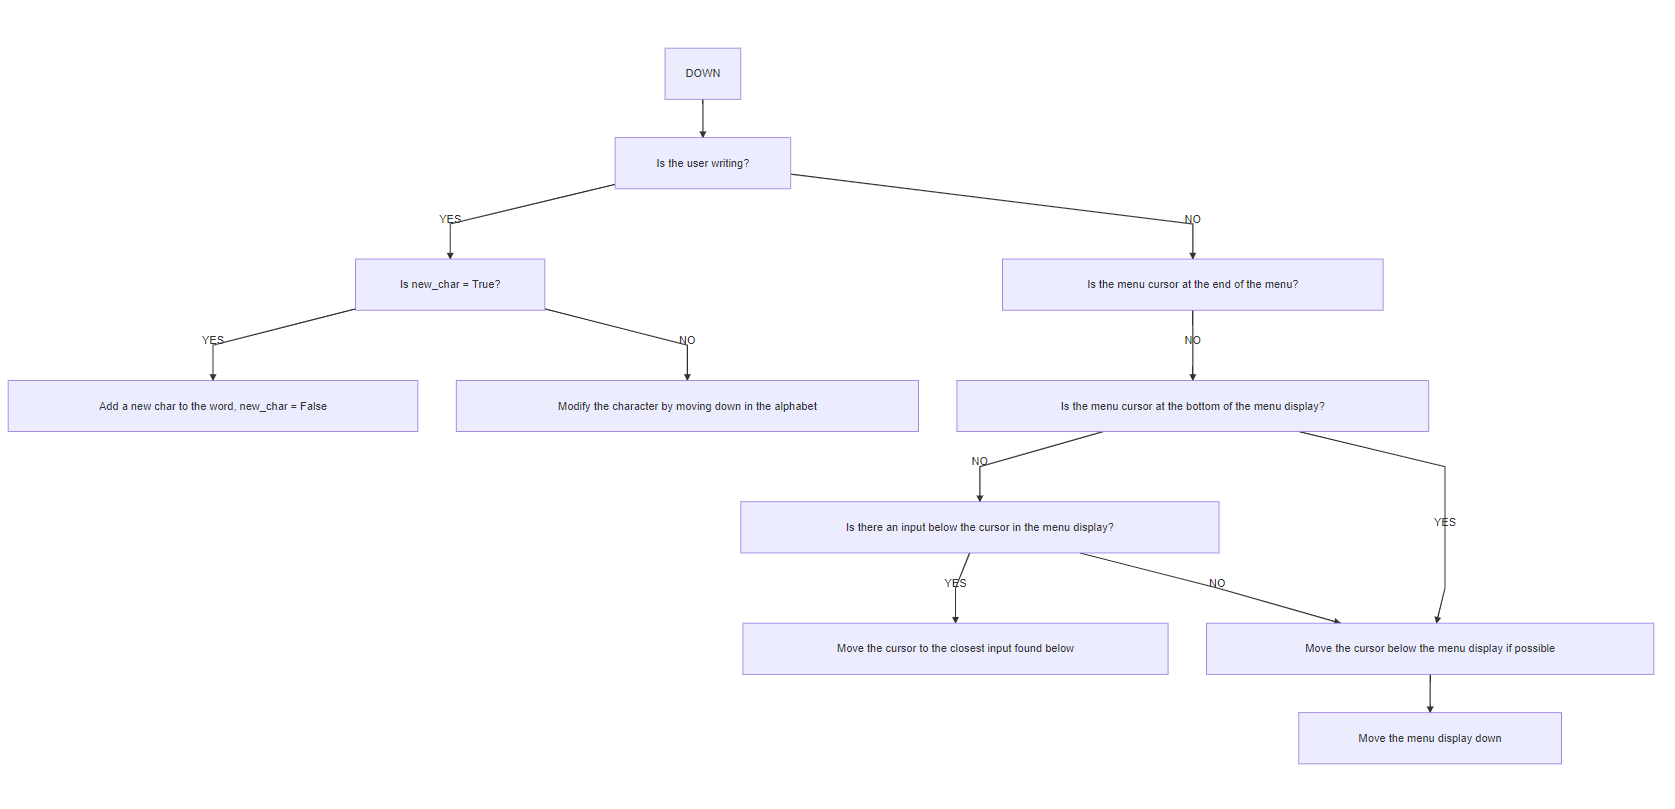 DOWN
Is the user writing?
YES
NO
Is new_char = True?
Is the menu cursor at the end of the menu?
YES
NO
NO
Add a new char to the word, new_char = False
Modify the character by moving down in the alphabet
Is the menu cursor at the bottom of the menu display?
NO
YES
Is there an input below the cursor in the menu display?
YES
NO
Move the cursor to the closest input found below
Move the cursor below the menu display if possible
Move the menu display down